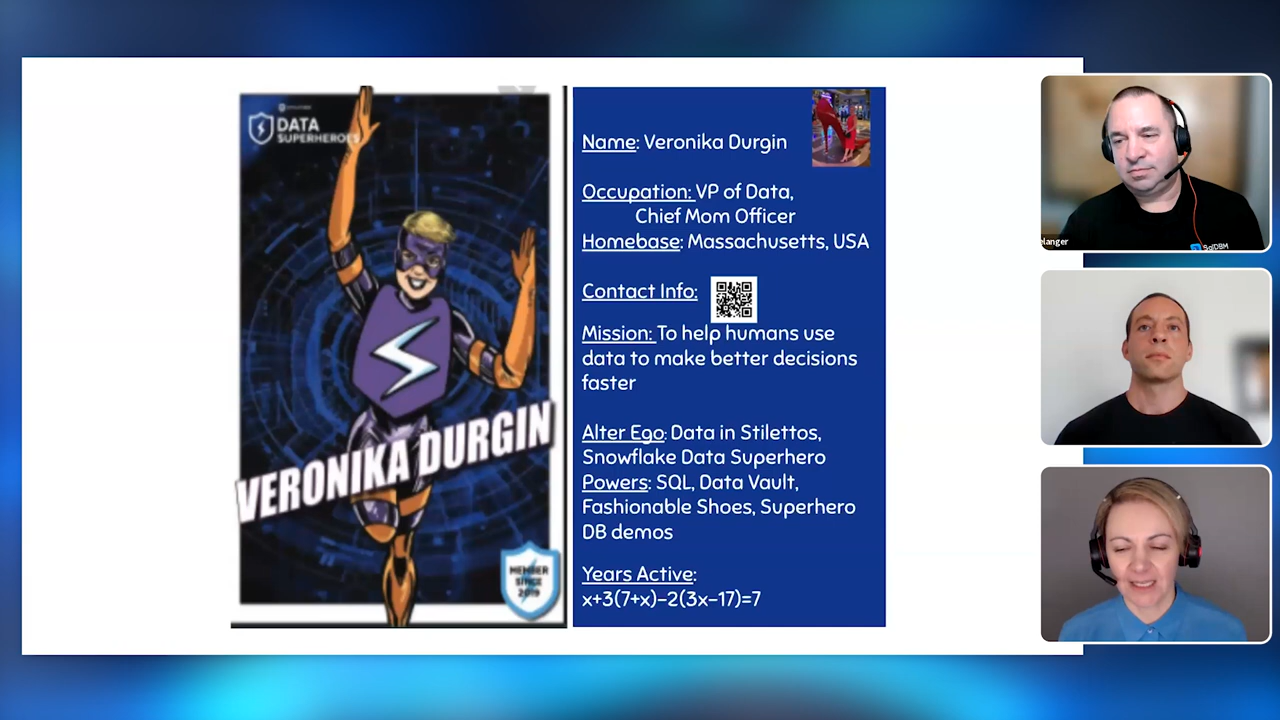 DATA
SUPERHEROES
VERONIKA DURGIN
MEMBER
SINCE
2019
Name: Veronika Durgin
Occupation: VP of Data,
Chief Mom Officer
Homebase: Massachusetts, USA
Contact Info:
Mission: To help humans use
data to make better decisions
faster
Alter Ego: Data in Stilettos,
Snowflake Data Superhero
Powers: SQL, Data Vault,
Fashionable Shoes, Superhero
DB demos
Years Active:
x+3(7+x)–2(3x–17)=7
elanger
SqlDBM